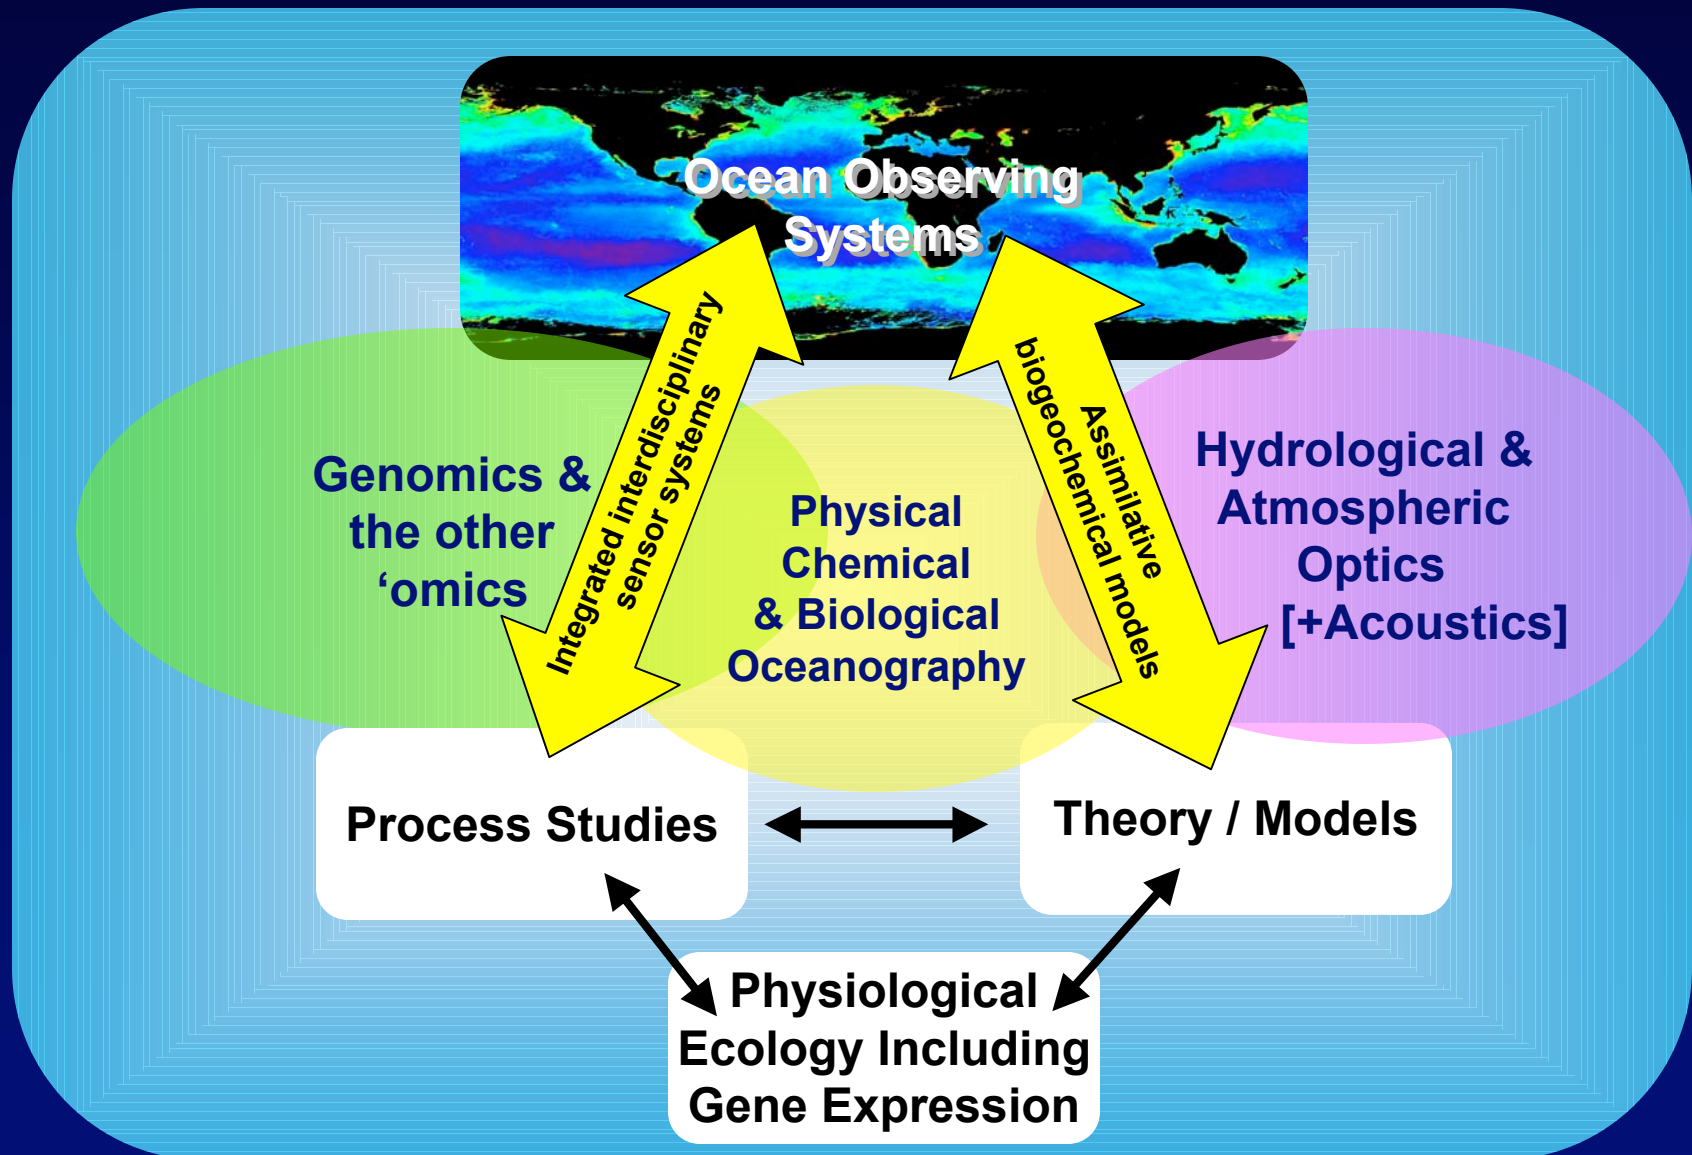 Ocean Observing
Systems
Integrated interdisciplinary
sensor systems
Assimilative
biogeochemical models
Genomics &
the other
‘omics
Physical
Chemical
& Biological
Oceanography
Hydrological &
Atmospheric
Optics
[+Acoustics]
Process Studies
Theory / Models
Physiological
Ecology Including
Gene Expression